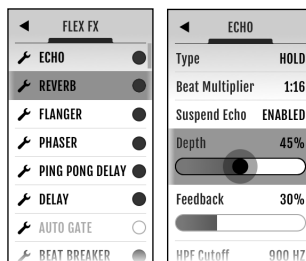 FLEX FX
ECHO
REVERB
FLANGER
PHASER
PING PONG DELAY
DELAY
AUTO GATE
BEAT BREAKER
ECHO
Type HOLD
Beat Multiplier 1:16
Suspend Echo ENABLED
Depth 45%
Feedback 30%
HPF Cutoff 900 HZ